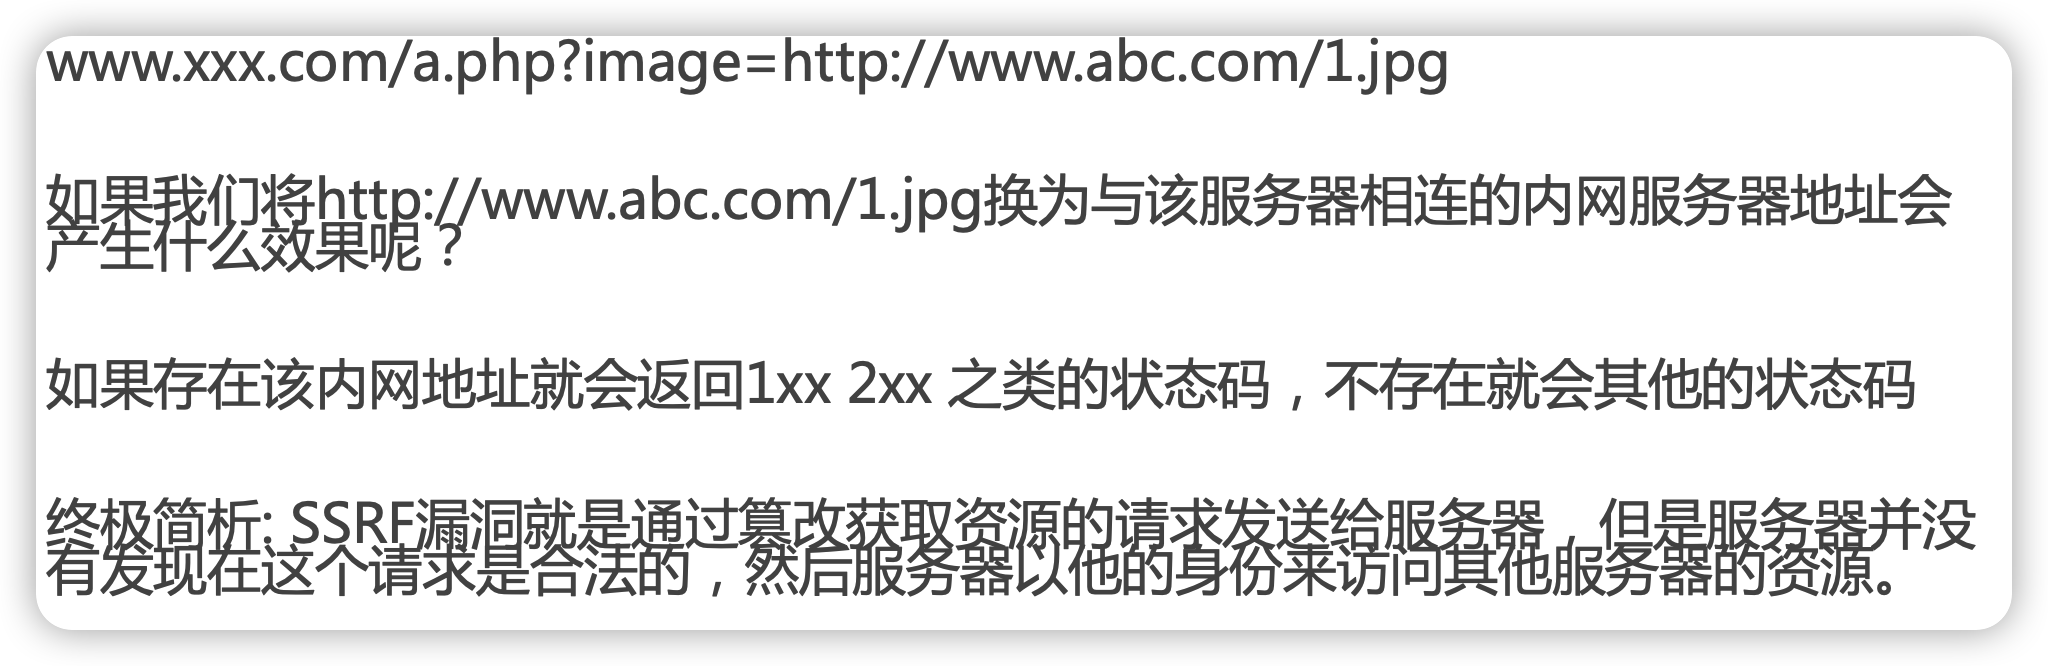 www.xxx.com/a.php?image=http://www.abc.com/1.jpg
如果我们将http://www.abc.com/1.jpg换为与该服务器相连的内网服务器地址会
产生什么效果呢？
如果存在该内网地址就会返回1xx 2xx 之类的状态码，不存在就会其他的状态码
终极简析: SSRF漏洞就是通过篡改获取资源的请求发送给服务器，但是服务器并没
有发现在这个请求是合法的，然后服务器以他的身份来访问其他服务器的资源。